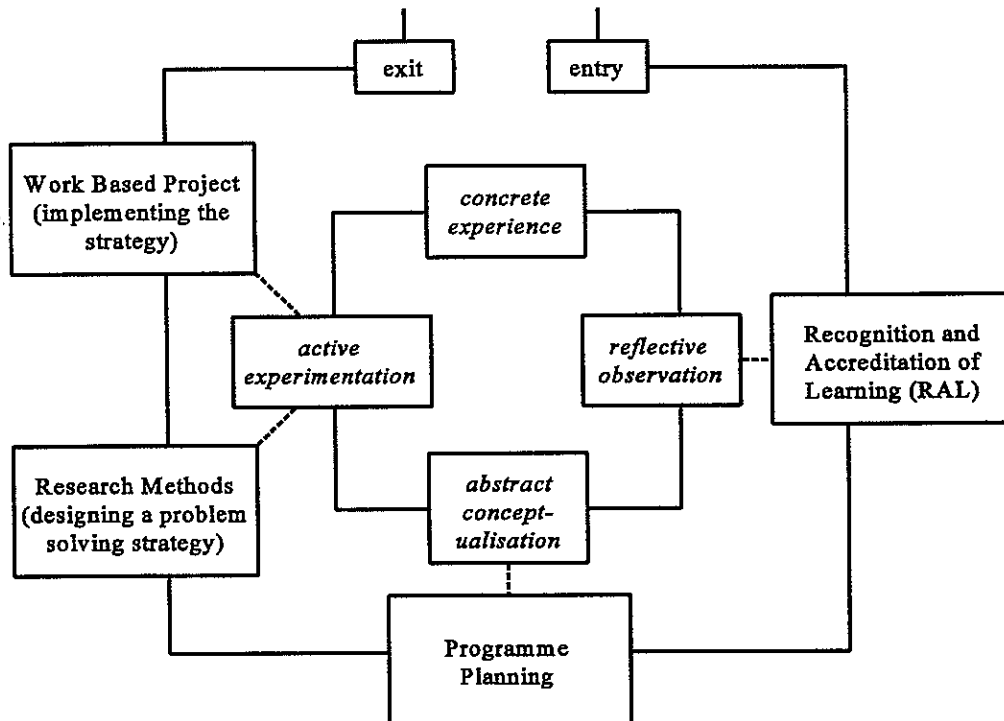 exit
entry
Work Based Project
(implementing the
strategy)
concrete
experience
active
experimentation
reflective
observation
Recognition and
Accreditation of
Learning (RAL)
Research Methods
(designing a problem
solving strategy)
abstract
concept-
ualisation
Programme
Planning